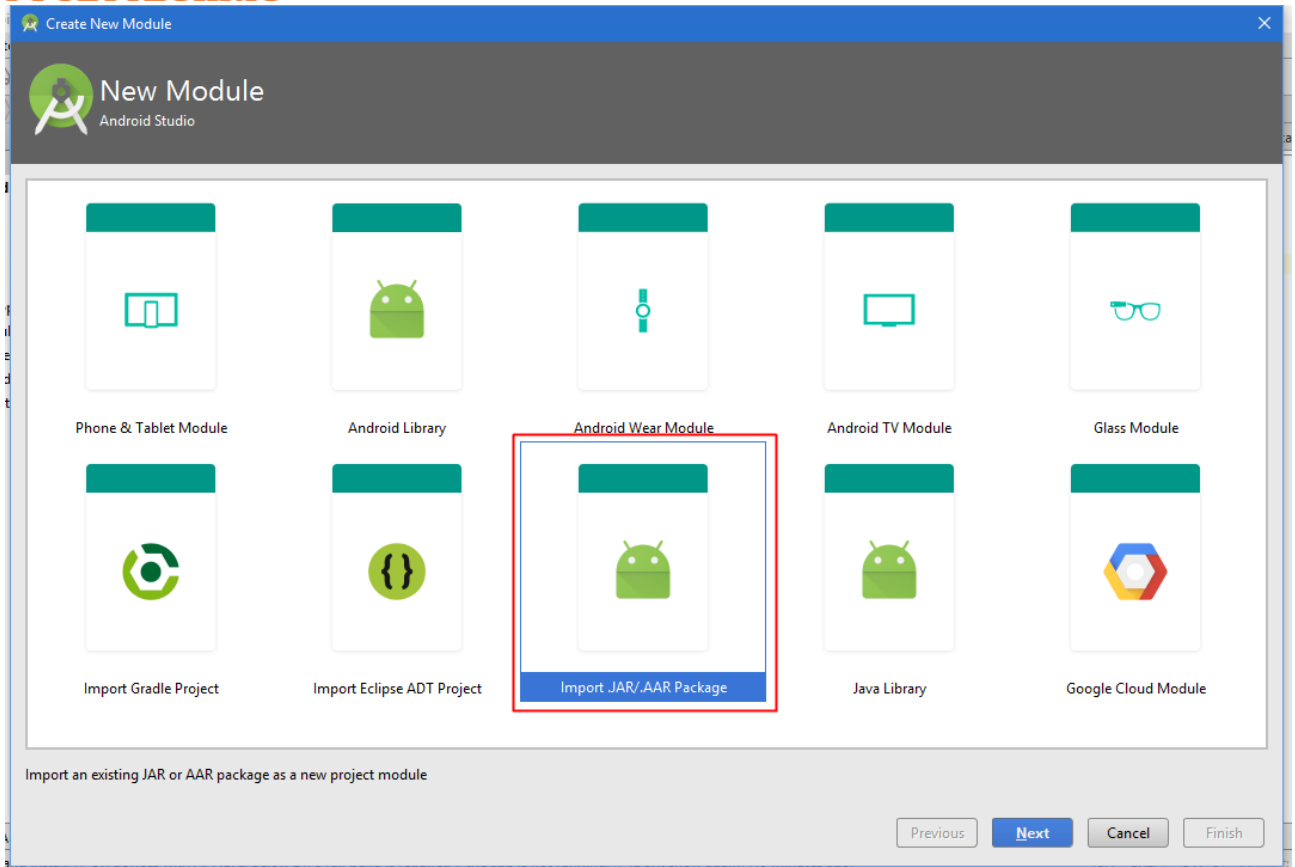 Create New Module
New Module
Android Studio
Phone & Tablet Module
Android Library
Android Wear Module
Android TV Module
Glass Module
Import Gradle Project
Import Eclipse ADT Project
Import .JAR/.AAR Package
Java Library
Google Cloud Module
Import an existing JAR or AAR package as a new project module
Previous
Next
Cancel
Finish